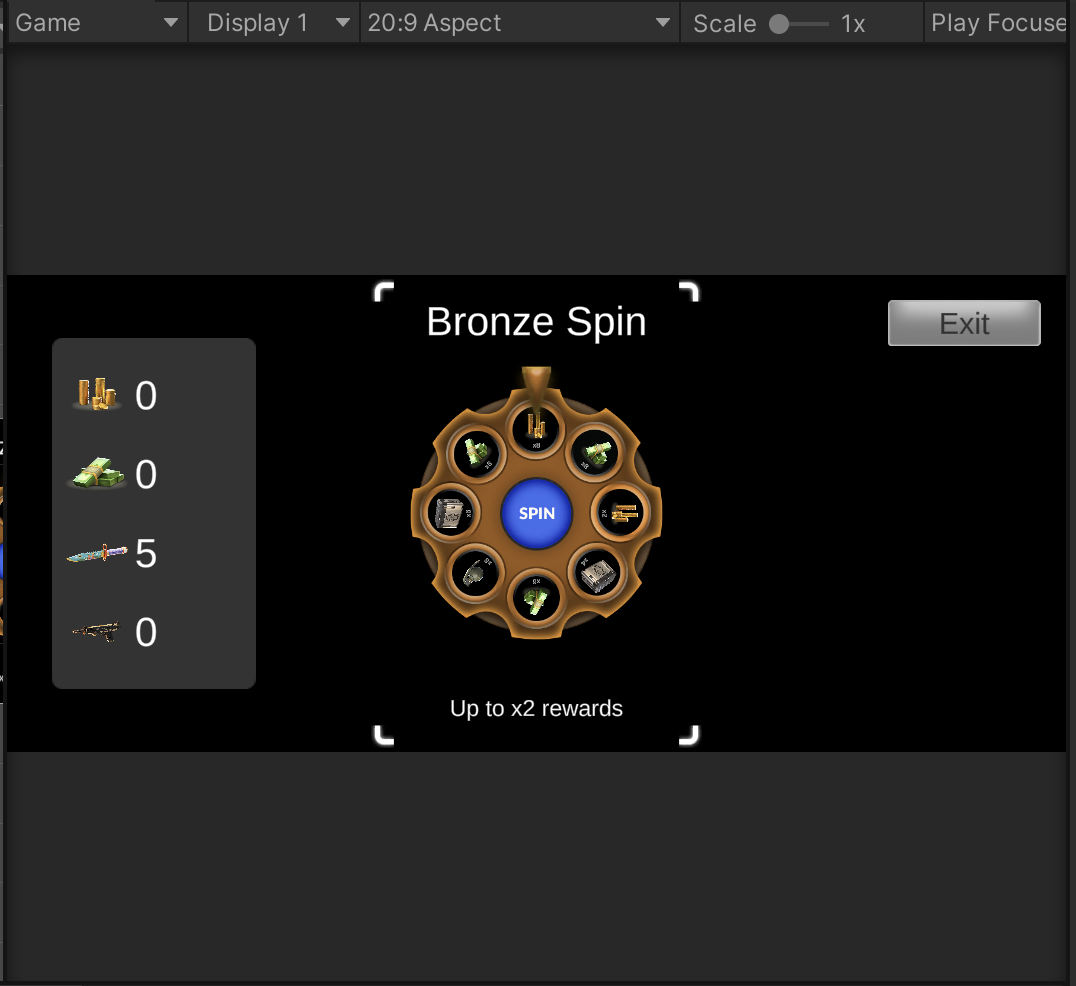 Game
Display 1
20:9 Aspect
Scale
1x
Play Focuse
Bronze Spin
Exit
0
0
5
0
SPIN
Up to x2 rewards